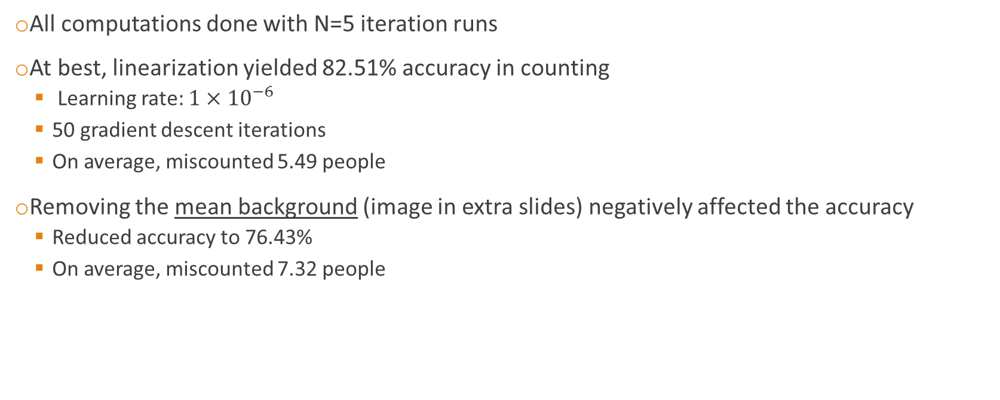 All computations done with N=5 iteration runs
At best, linearization yielded 82.51% accuracy in counting
Learning rate: 1 × 10⁻⁶
50 gradient descent iterations
On average, miscounted 5.49 people
Removing the mean background (image in extra slides) negatively affected the accuracy
Reduced accuracy to 76.43%
On average, miscounted 7.32 people